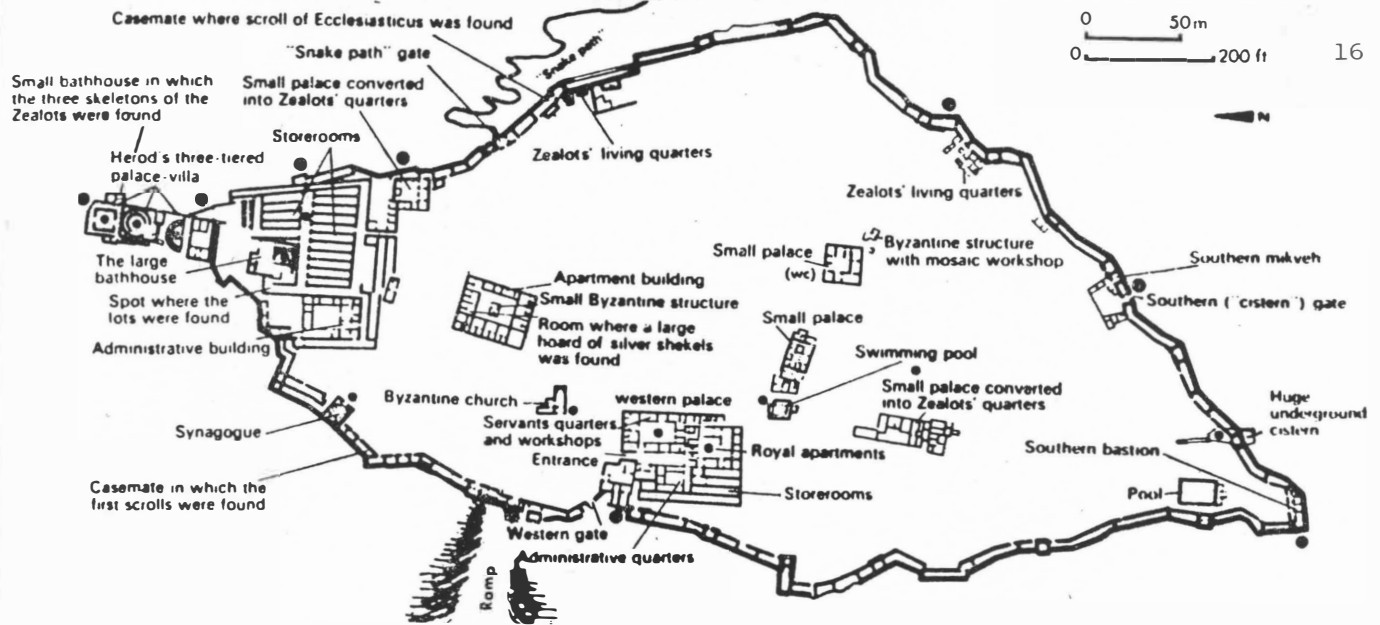 Casemate where scroll of Ecclesiasticus was found
0 50 m
0 200 ft
16
"Snake path" gate
"Snake path"
Small bathhouse in which
the three skeletons of the
Zealots were found
Small palace converted
into Zealots' quarters
N
Storerooms
Zealots' living quarters
Herod's three-tiered
palace-villa
Zealots' living quarters
The large
bathhouse
Small palace
(wc)
Byzantine structure
with mosaic workshop
Southern mikveh
Apartment building
Small Byzantine structure
Room where a large
hoard of silver shekels
was found
Spot where the
lots were found
Southern ("cistern") gate
Small palace
Administrative building
Swimming pool
Small palace converted
into Zealots' quarters
Byzantine church
western palace
Servants quarters
and workshops
Huge
underground
cistern
Synagogue
Entrance
Royal apartments
Southern bastion
Casemate in which the
first scrolls were found
Storerooms
Pool
Western gate
Administrative quarters
Ramp